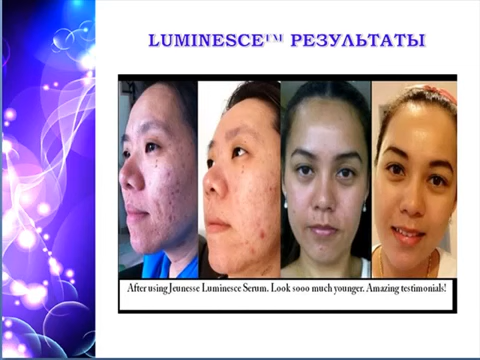 LUMINESCE™ РЕЗУЛЬТАТЫ
After using Jeunesse Luminesce Serum. Look sooo much younger. Amazing testimonials!